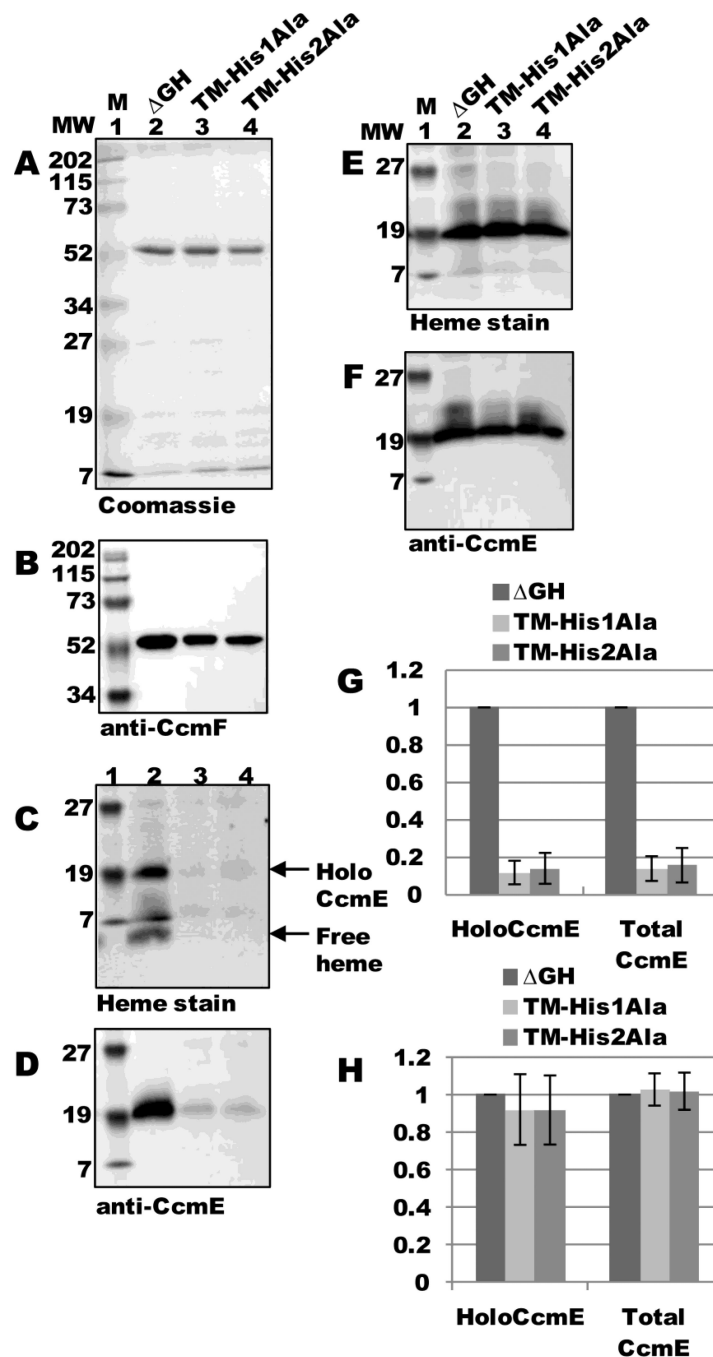 M ΔGH TM-His1Ala TM-His2Ala
MW 1 2 3 4
A
202
115
73
52
34
27
19
7
Coomassie
B
202
115
73
52
34
anti-CcmF
1 2 3 4
C
27
19
7
Holo
CcmE
Free
heme
Heme stain
D
27
19
7
anti-CcmE
M ΔGH TM-His1Ala TM-His2Ala
MW 1 2 3 4
E
27
19
7
Heme stain
F
27
19
7
anti-CcmE
ΔGH
TM-His1Ala
TM-His2Ala
G
1.2
1
0.8
0.6
0.4
0.2
0
HoloCcmE Total
CcmE
ΔGH
TM-His1Ala
TM-His2Ala
H
1.2
1
0.8
0.6
0.4
0.2
0
HoloCcmE Total
CcmE